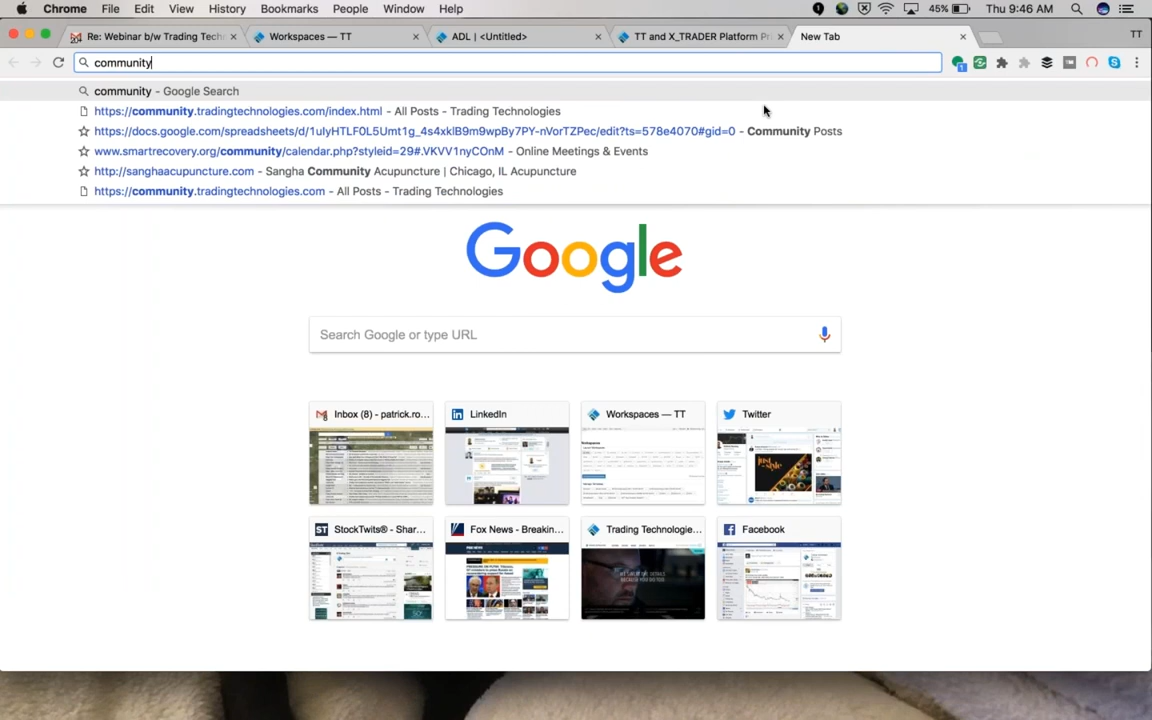 Chrome File Edit View History Bookmarks People Window Help 45% Thu 9:46 AM
Re: Webinar b/w Trading Techn
Workspaces — TT
ADL | <Untitled>
TT and X_TRADER Platform Pri
New Tab
TT
community
community - Google Search
https://community.tradingtechnologies.com/index.html - All Posts - Trading Technologies
https://docs.google.com/spreadsheets/d/1uIyHTLF0L5Umt1g_4s4xklB9m9wpBy7PY-nVorTZPec/edit?ts=578e4070#gid=0 - Community Posts
www.smartrecovery.org/community/calendar.php?styleid=29#.VKVV1nyCOnM - Online Meetings & Events
http://sanghaacupuncture.com - Sangha Community Acupuncture | Chicago, IL Acupuncture
https://community.tradingtechnologies.com - All Posts - Trading Technologies
Google
Search Google or type URL
Inbox (8) - patrick.ro...
LinkedIn
Workspaces — TT
Twitter
StockTwits® - Shar...
Fox News - Breakin...
Trading Technologie...
Facebook